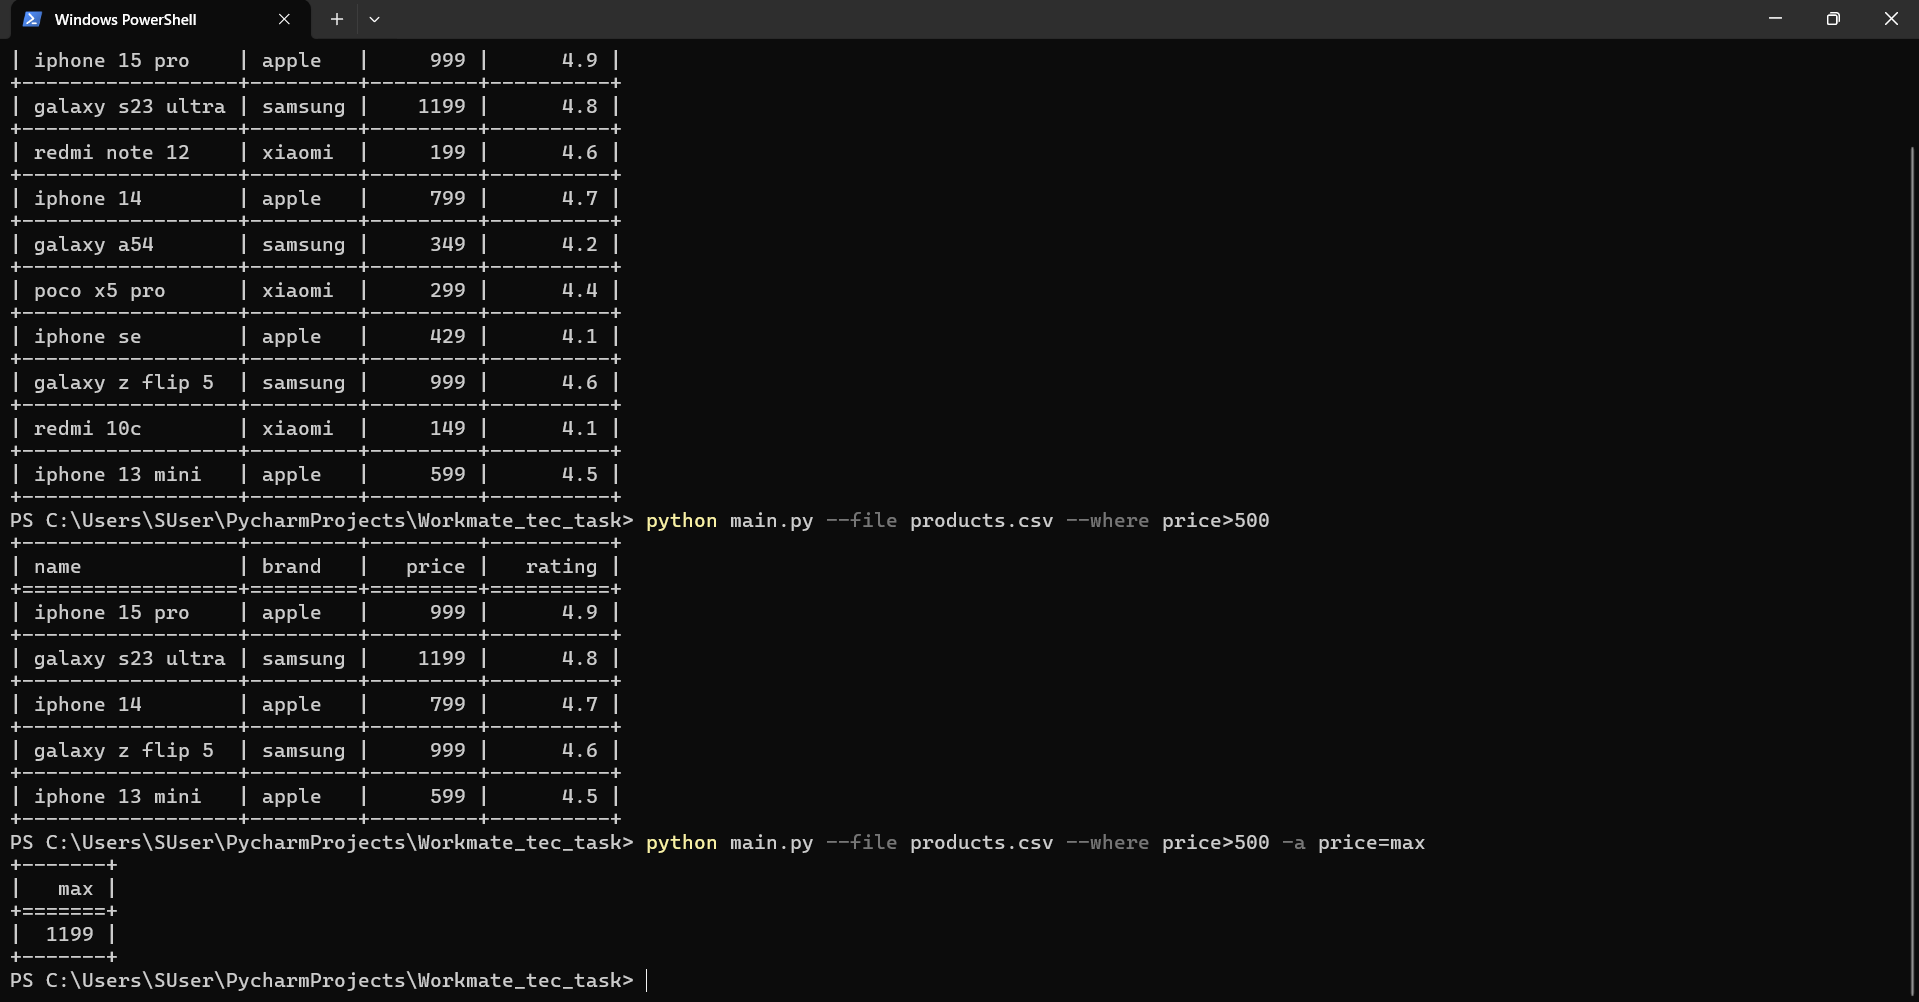 Windows PowerShell
| iphone 15 pro    | apple   |     999 |      4.9 |
+------------------+---------+---------+----------+
| galaxy s23 ultra | samsung |    1199 |      4.8 |
+------------------+---------+---------+----------+
| redmi note 12    | xiaomi  |     199 |      4.6 |
+------------------+---------+---------+----------+
| iphone 14        | apple   |     799 |      4.7 |
+------------------+---------+---------+----------+
| galaxy a54       | samsung |     349 |      4.2 |
+------------------+---------+---------+----------+
| poco x5 pro      | xiaomi  |     299 |      4.4 |
+------------------+---------+---------+----------+
| iphone se        | apple   |     429 |      4.1 |
+------------------+---------+---------+----------+
| galaxy z flip 5  | samsung |     999 |      4.6 |
+------------------+---------+---------+----------+
| redmi 10c        | xiaomi  |     149 |      4.1 |
+------------------+---------+---------+----------+
| iphone 13 mini   | apple   |     599 |      4.5 |
+------------------+---------+---------+----------+
PS C:\Users\SUser\PycharmProjects\Workmate_tec_task> python main.py --file products.csv --where price>500
+------------------+---------+---------+----------+
| name             | brand   |   price |   rating |
+==================+=========+=========+==========+
| iphone 15 pro    | apple   |     999 |      4.9 |
+------------------+---------+---------+----------+
| galaxy s23 ultra | samsung |    1199 |      4.8 |
+------------------+---------+---------+----------+
| iphone 14        | apple   |     799 |      4.7 |
+------------------+---------+---------+----------+
| galaxy z flip 5  | samsung |     999 |      4.6 |
+------------------+---------+---------+----------+
| iphone 13 mini   | apple   |     599 |      4.5 |
+------------------+---------+---------+----------+
PS C:\Users\SUser\PycharmProjects\Workmate_tec_task> python main.py --file products.csv --where price>500 -a price=max
+-------+
|   max |
+=======+
|  1199 |
+-------+
PS C:\Users\SUser\PycharmProjects\Workmate_tec_task>